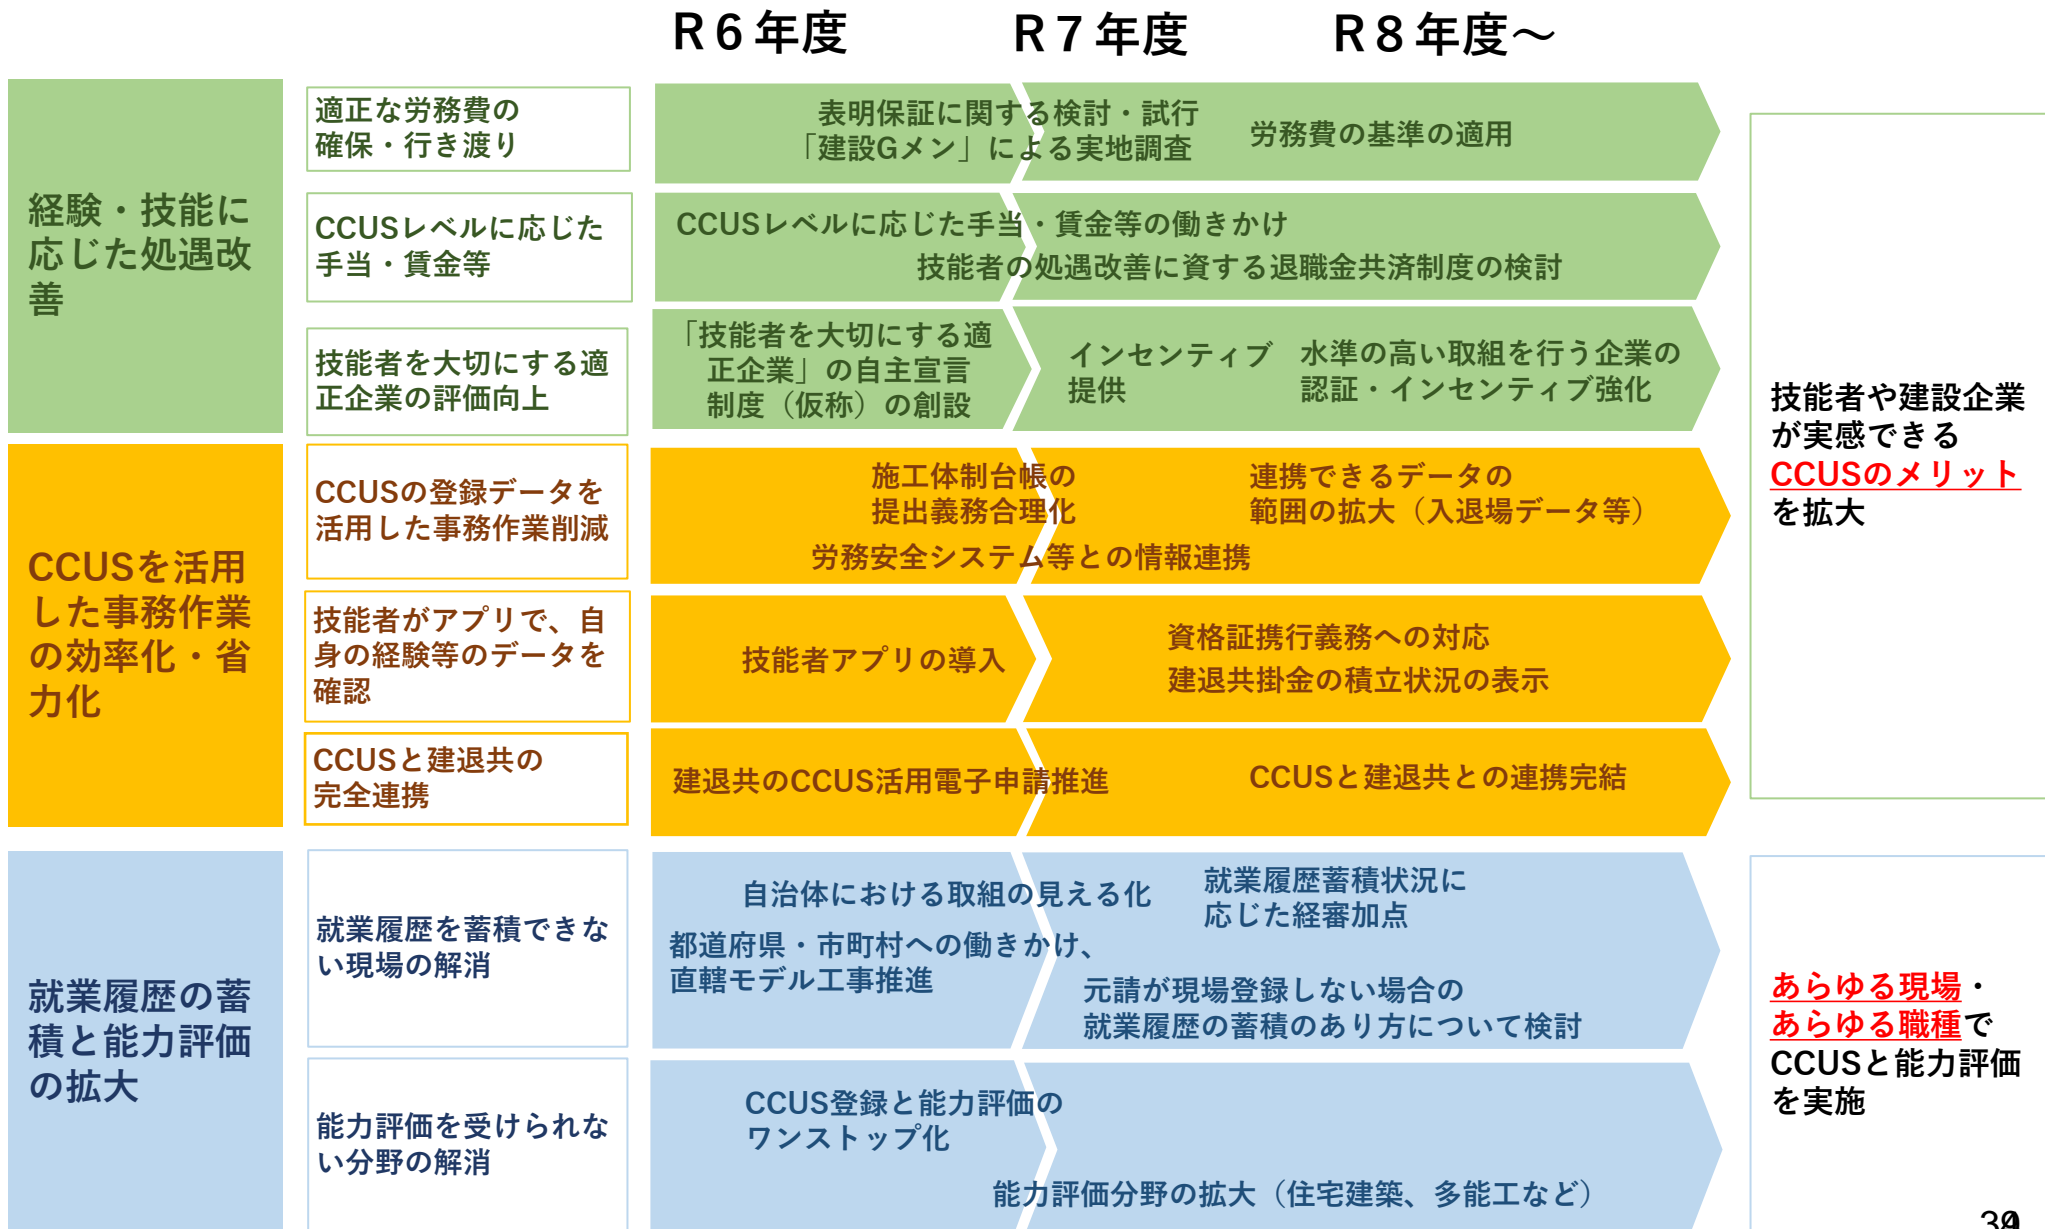 R６年度
R７年度
R８年度～
経験・技能に
応じた処遇改
善
適正な労務費の
確保・行き渡り
表明保証に関する検討・試行
「建設Gメン」による実地調査
労務費の基準の適用
CCUSレベルに応じた
手当・賃金等
CCUSレベルに応じた手当・賃金等の働きかけ
技能者の処遇改善に資する退職金共済制度の検討
技能者を大切にする適
正企業の評価向上
「技能者を大切にする適
正企業」の自主宣言
制度（仮称）の創設
インセンティブ
提供
水準の高い取組を行う企業の
認証・インセンティブ強化
CCUSを活用
した事務作業
の効率化・省
力化
CCUSの登録データを
活用した事務作業削減
施工体制台帳の
提出義務合理化
連携できるデータの
範囲の拡大（入退場データ等）
労務安全システム等との情報連携
技能者がアプリで、自
身の経験等のデータを
確認
技能者アプリの導入
資格証携行義務への対応
建退共掛金の積立状況の表示
CCUSと建退共の
完全連携
建退共のCCUS活用電子申請推進
CCUSと建退共との連携完結
技能者や建設企業
が実感できる
CCUSのメリット
を拡大
就業履歴の蓄
積と能力評価
の拡大
就業履歴を蓄積できな
い現場の解消
自治体における取組の見える化
都道府県・市町村への働きかけ、
直轄モデル工事推進
就業履歴蓄積状況に
応じた経審加点
元請が現場登録しない場合の
就業履歴の蓄積のあり方について検討
能力評価を受けられな
い分野の解消
CCUS登録と能力評価の
ワンストップ化
能力評価分野の拡大（住宅建築、多能工など）
あらゆる現場・
あらゆる職種で
CCUSと能力評価
を実施